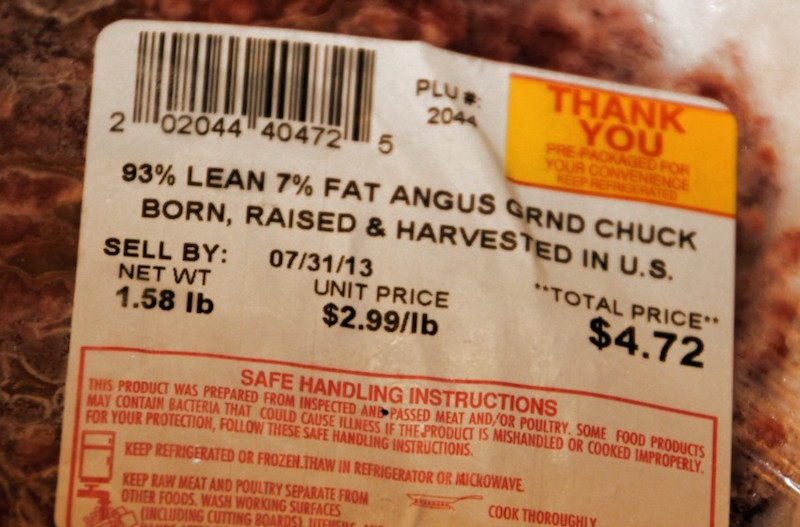 2 02044 40472 5
PLU #:
2044
THANK
YOU
PRE-PACKAGED FOR
YOUR CONVENIENCE
KEEP REFRIGERATED
93% LEAN 7% FAT ANGUS GRND CHUCK
BORN, RAISED & HARVESTED IN U.S.
SELL BY: 07/31/13
NET WT
1.58 lb
UNIT PRICE
$2.99/lb
**TOTAL PRICE**
$4.72
SAFE HANDLING INSTRUCTIONS
THIS PRODUCT WAS PREPARED FROM INSPECTED AND PASSED MEAT AND/OR POULTRY. SOME FOOD PRODUCTS
MAY CONTAIN BACTERIA THAT COULD CAUSE ILLNESS IF THE PRODUCT IS MISHANDLED OR COOKED IMPROPERLY.
FOR YOUR PROTECTION, FOLLOW THESE SAFE HANDLING INSTRUCTIONS.
KEEP REFRIGERATED OR FROZEN.THAW IN REFRIGERATOR OR MICROWAVE.
KEEP RAW MEAT AND POULTRY SEPARATE FROM
OTHER FOODS. WASH WORKING SURFACES
(INCLUDING CUTTING BOARDS),
COOK THOROUGHLY